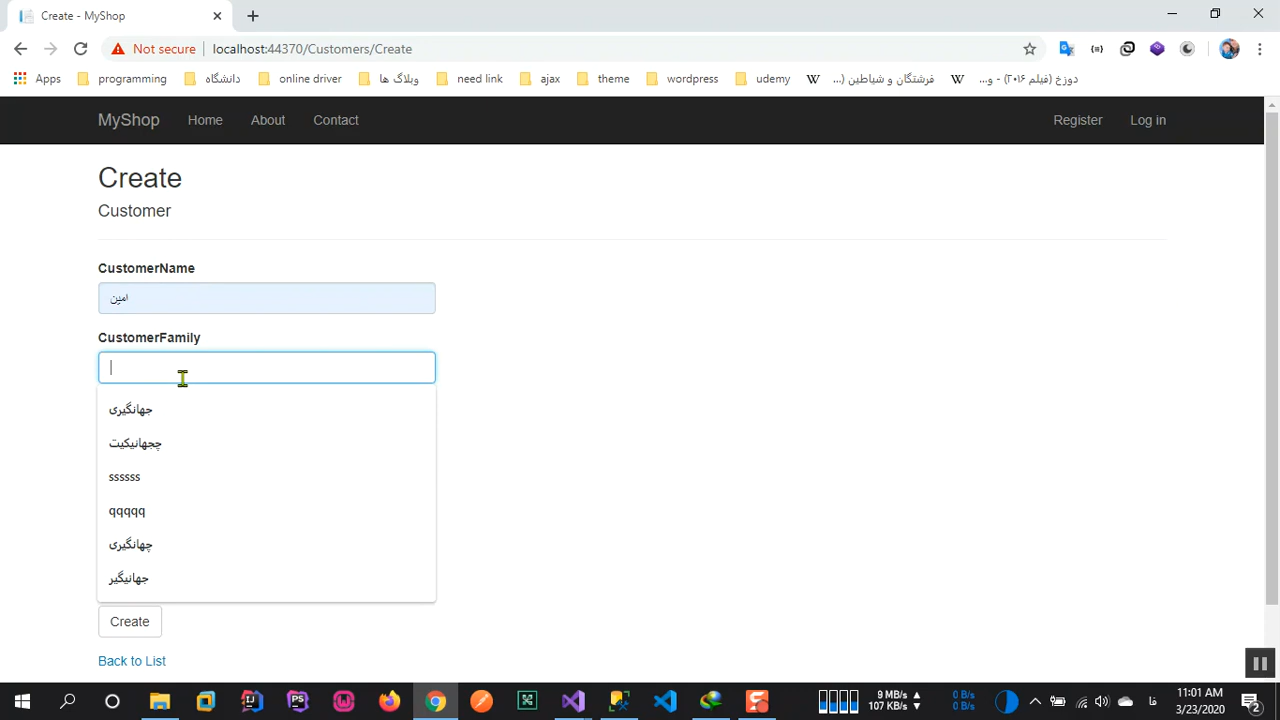 Create - MyShop
Not secure localhost:44370/Customers/Create
Apps programming دانشگاه online driver وبلاگ ها need link ajax theme wordpress udemy فرشتگان و شیاطین (... دوزخ (فیلم ۲۰۱۶) - و...
MyShop Home About Contact Register Log in
Create
Customer
CustomerName
امین
CustomerFamily
جهانگیری
چجهانیکیت
ssssss
qqqqq
چهانگیری
جهانیگیر
Create
Back to List
9 MB/s 0 B/s 11:01 AM
107 KB/s 0 B/s فا 3/23/2020 2